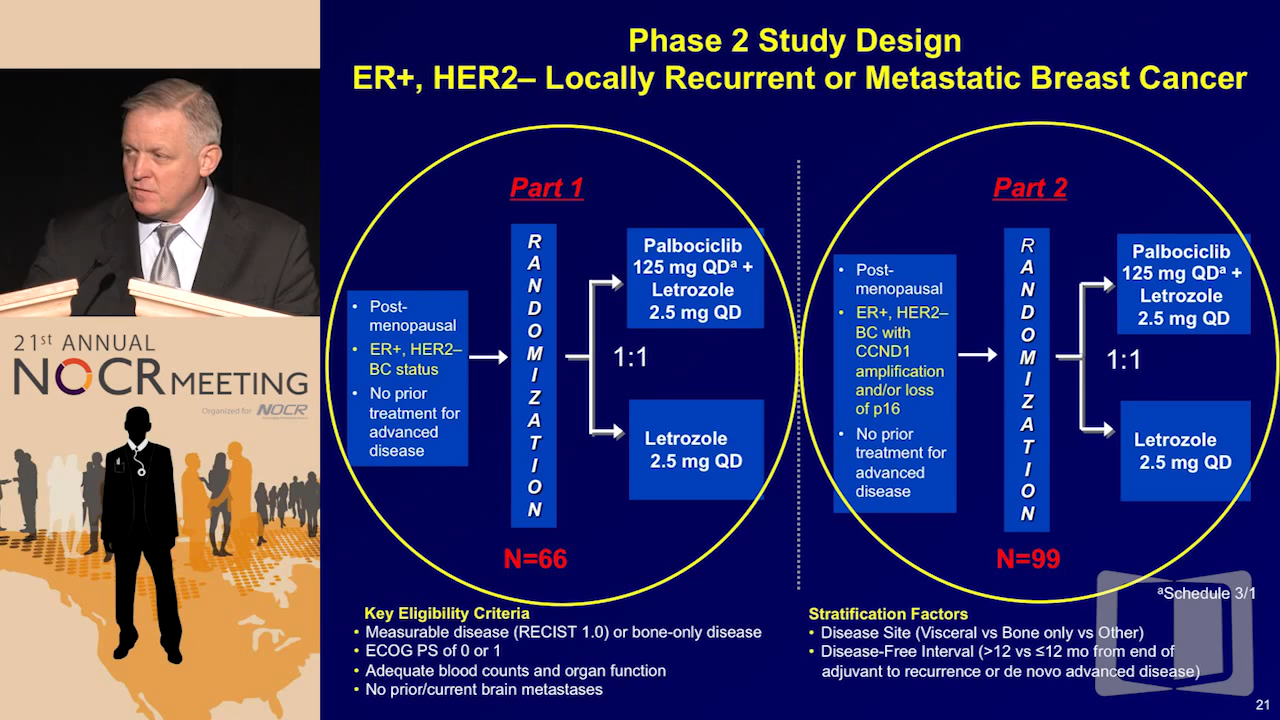 Phase 2 Study Design
ER+, HER2– Locally Recurrent or Metastatic Breast Cancer
Part 1
• Post-
menopausal
• ER+, HER2–
BC status
• No prior
treatment for
advanced
disease
RANDOMIZATION
Palbociclib
125 mg QDᵃ +
Letrozole
2.5 mg QD
1:1
Letrozole
2.5 mg QD
N=66
Part 2
• Post-
menopausal
• ER+, HER2–
BC with
CCND1
amplification
and/or loss
of p16
• No prior
treatment for
advanced
disease
RANDOMIZATION
Palbociclib
125 mg QDᵃ +
Letrozole
2.5 mg QD
1:1
Letrozole
2.5 mg QD
N=99
ᵃSchedule 3/1
Key Eligibility Criteria
• Measurable disease (RECIST 1.0) or bone-only disease
• ECOG PS of 0 or 1
• Adequate blood counts and organ function
• No prior/current brain metastases
Stratification Factors
• Disease Site (Visceral vs Bone only vs Other)
• Disease-Free Interval (>12 vs ≤12 mo from end of
adjuvant to recurrence or de novo advanced disease)
21
21st ANNUAL
NOCR MEETING
Organized for NOCR